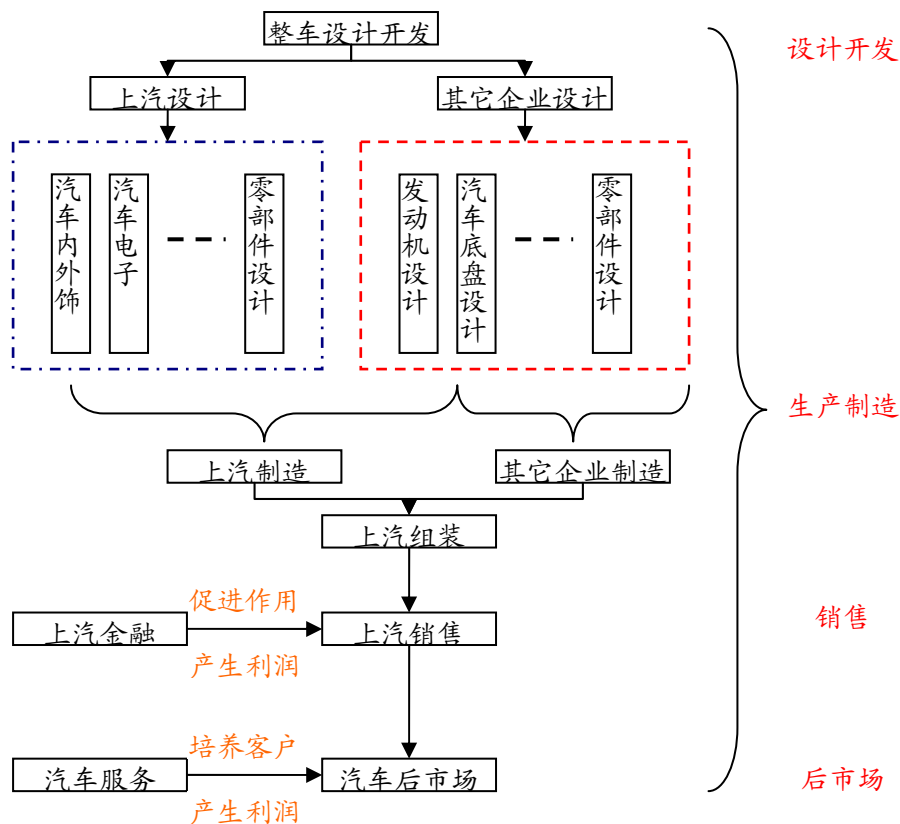 整车设计开发
设计开发
上汽设计
其它企业设计
汽车内外饰
汽车电子
零部件设计
发动机设计
汽车底盘设计
零部件设计
生产制造
上汽制造
其它企业制造
上汽组装
促进作用
上汽金融
上汽销售
销售
产生利润
培养客户
汽车服务
汽车后市场
后市场
产生利润